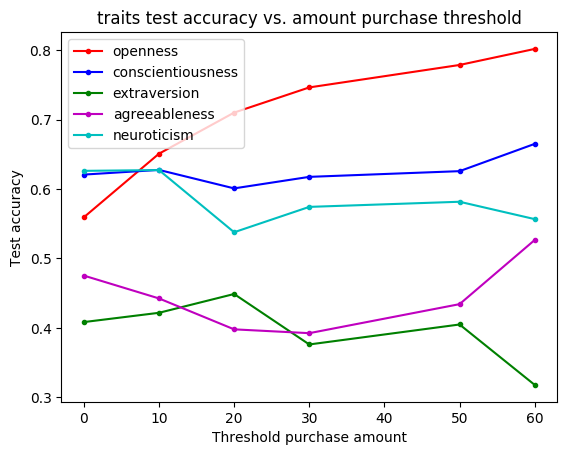 traits test accuracy vs. amount purchase threshold
openness
conscientiousness
extraversion
agreeableness
neuroticism
Test accuracy
0.8
0.7
0.6
0.5
0.4
0.3
0 10 20 30 40 50 60
Threshold purchase amount